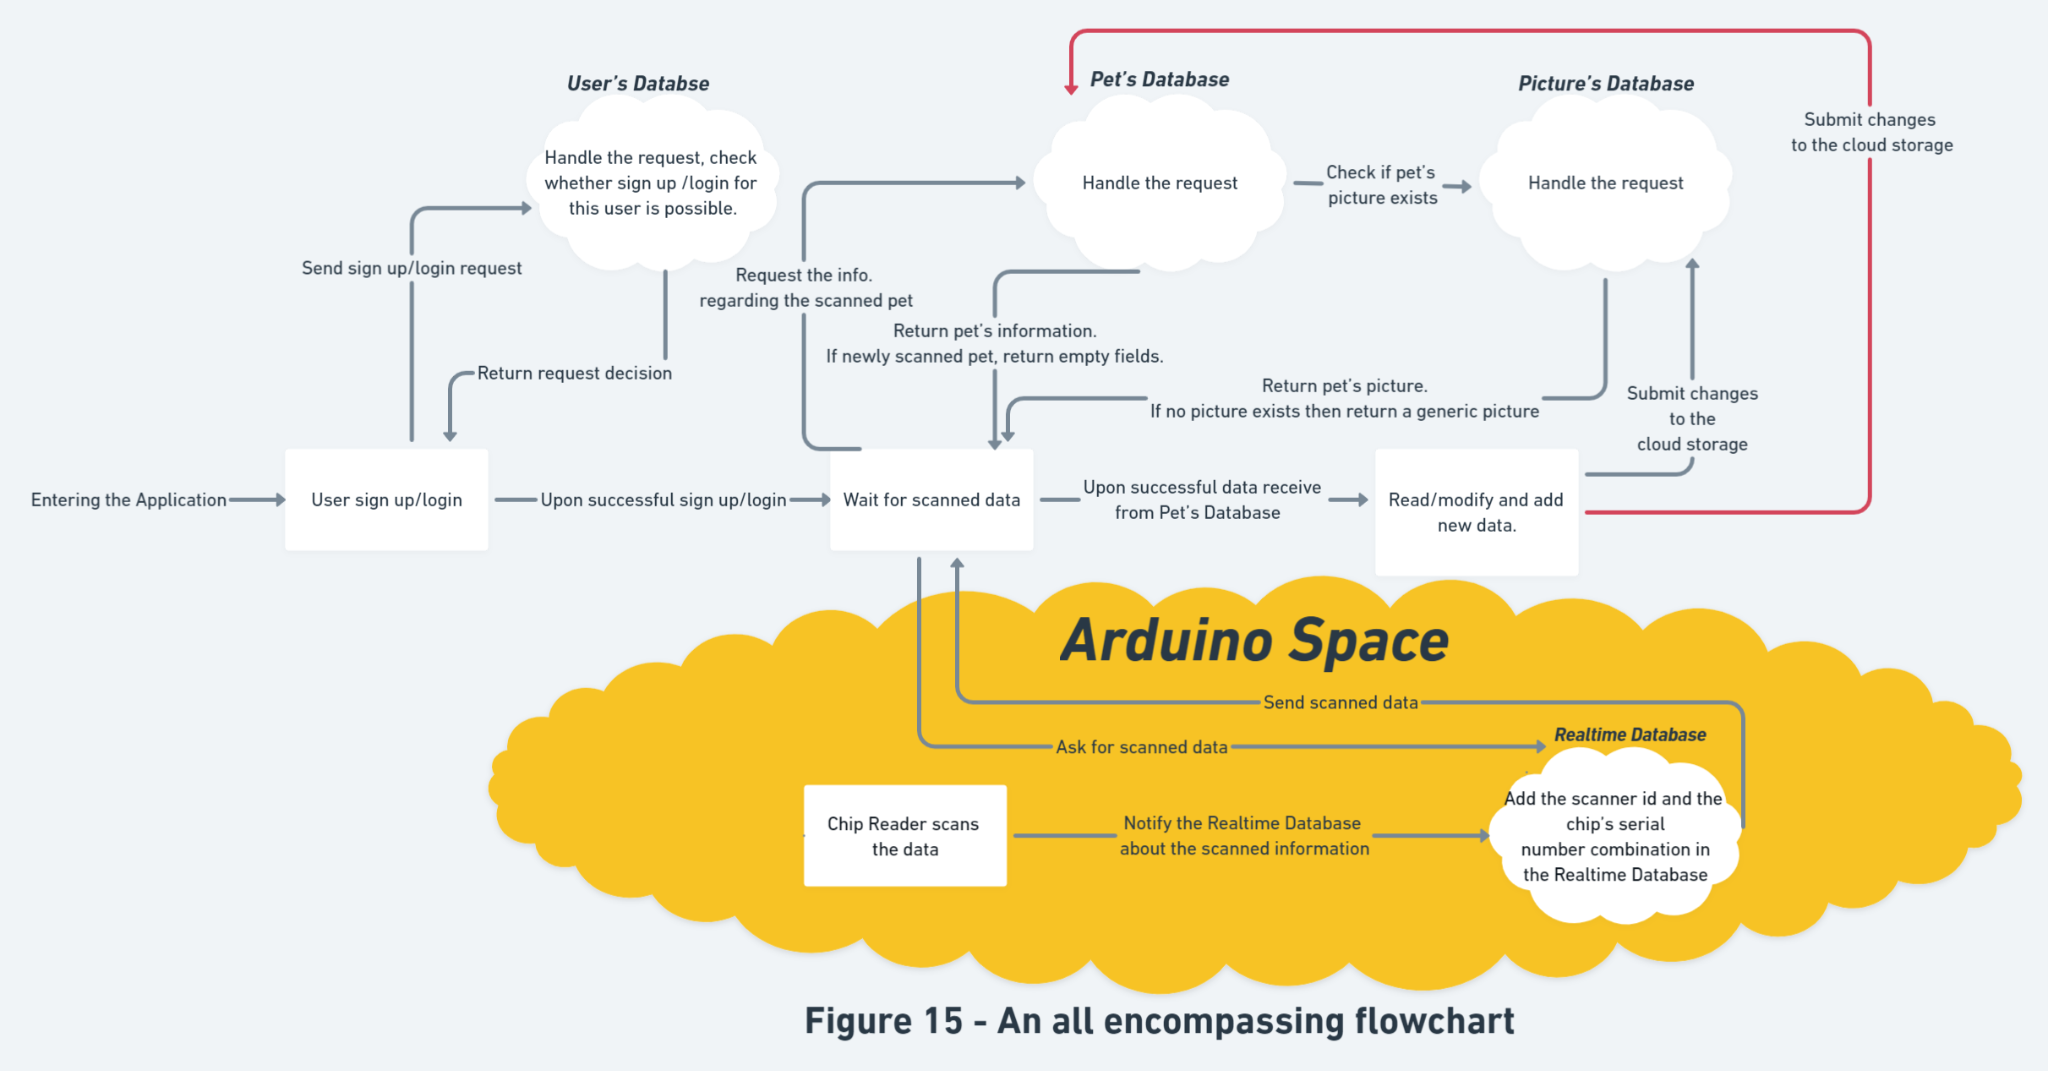 User's Databse
Pet's Database
Picture's Database
Handle the request, check
whether sign up /login for
this user is possible.
Handle the request
Check if pet's
picture exists
Handle the request
Submit changes
to the cloud storage
Send sign up/login request
Request the info.
regarding the scanned pet
Return pet's information.
If newly scanned pet, return empty fields.
Return request decision
Return pet's picture.
If no picture exists then return a generic picture
Submit changes
to the
cloud storage
Entering the Application
User sign up/login
Upon successful sign up/login
Wait for scanned data
Upon successful data receive
from Pet's Database
Read/modify and add
new data.
Arduino Space
Send scanned data
Ask for scanned data
Realtime Database
Chip Reader scans
the data
Notify the Realtime Database
about the scanned information
Add the scanner id and the
chip's serial
number combination in
the Realtime Database
Figure 15 - An all encompassing flowchart